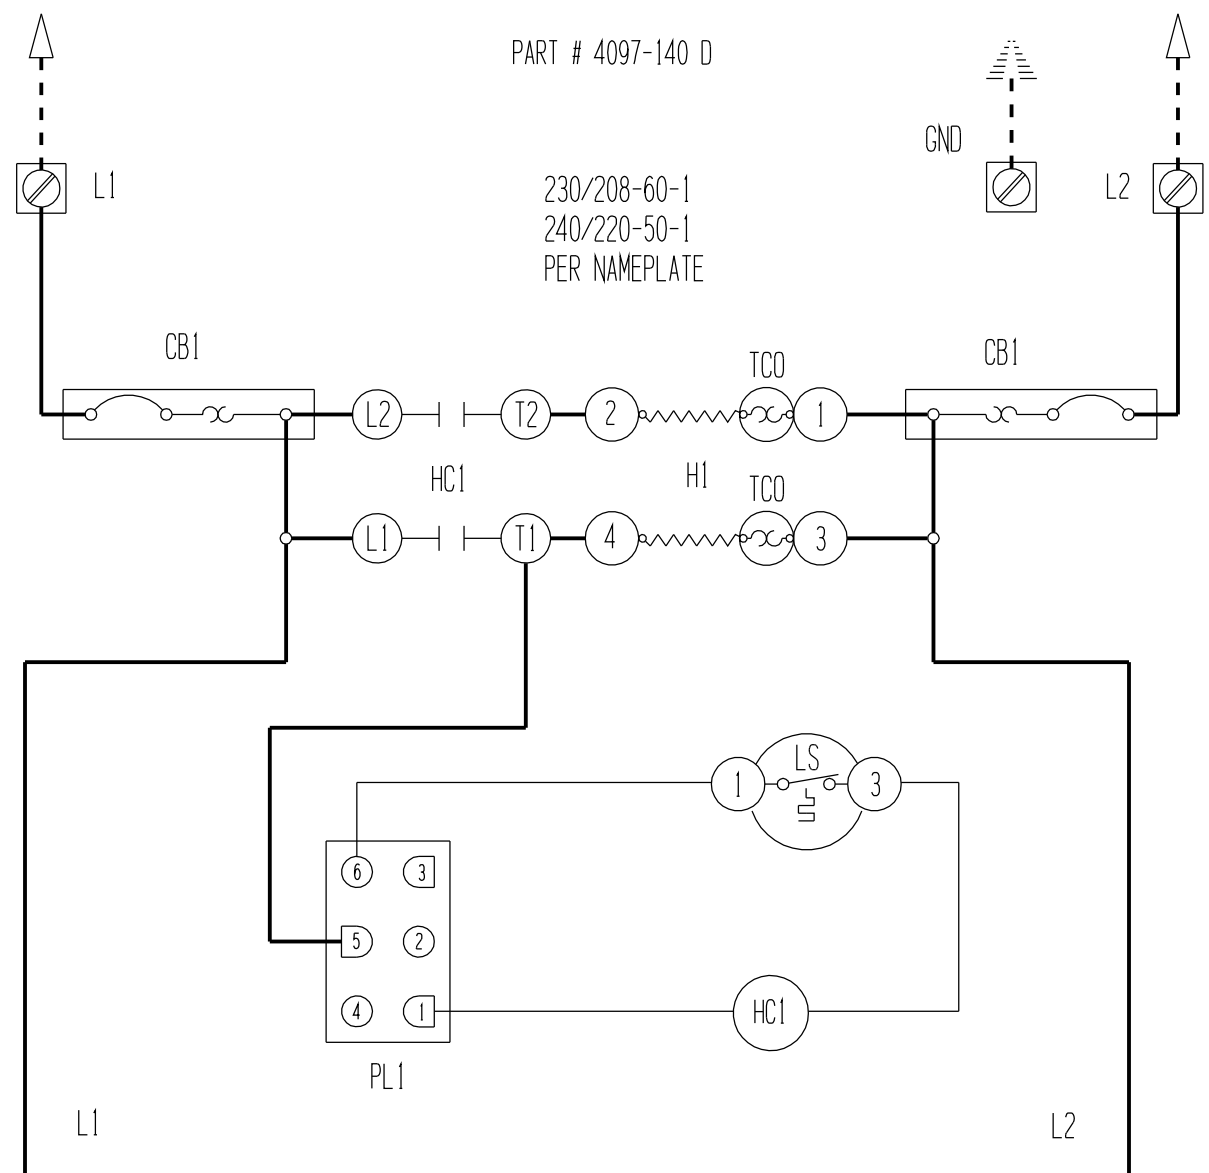 PART # 4097-140 D
GND
L1
L2
230/208-60-1
240/220-50-1
PER NAMEPLATE
CB1
CB1
TCO
L2 T2 2 1
HC1
H1
TCO
L1 T1 4 3
LS
1 3
6 3
5 2
4 1
HC1
PL1
L1
L2